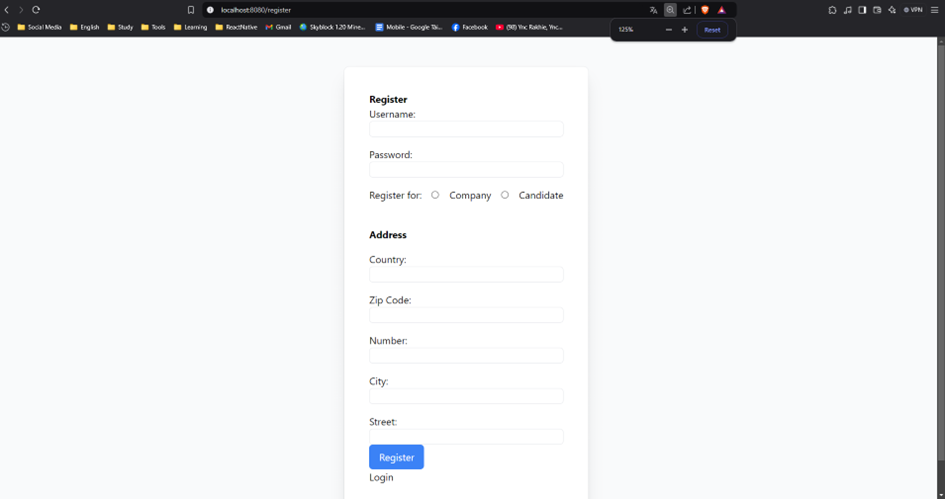 localhost:8080/register
VPN
Social Media English Study Tools Learning ReactNative Gmail Skyblock 1.20 Mine... Mobile - Google Tai... Facebook (98) Ync Rakhie, Ync...
125% Reset
Register
Username:
Password:
Register for: Company Candidate
Address
Country:
Zip Code:
Number:
City:
Street:
Register
Login